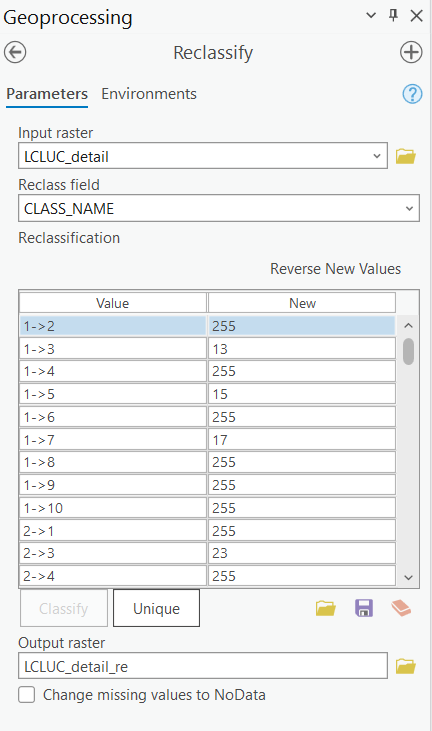 Geoprocessing
Reclassify
Parameters Environments
Input raster
LCLUC_detail
Reclass field
CLASS_NAME
Reclassification
Reverse New Values
Value New
1->2 255
1->3 13
1->4 255
1->5 15
1->6 255
1->7 17
1->8 255
1->9 255
1->10 255
2->1 255
2->3 23
2->4 255
Classify Unique
Output raster
LCLUC_detail_re
Change missing values to NoData